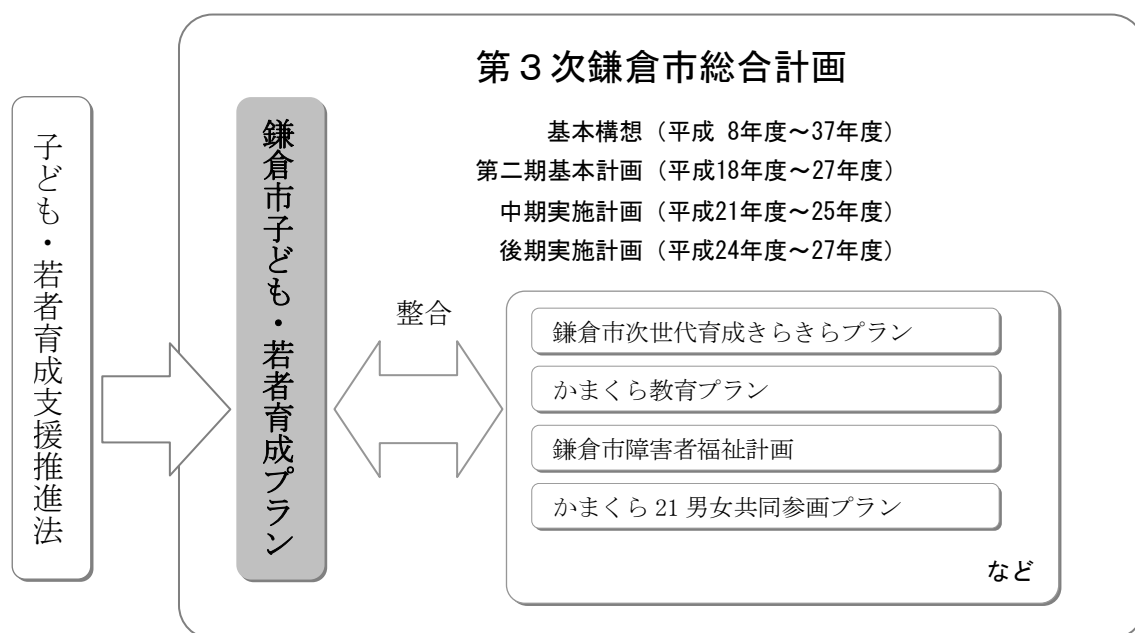 第３次鎌倉市総合計画
基本構想（平成 8年度～37年度）
第二期基本計画（平成18年度～27年度）
中期実施計画（平成21年度～25年度）
後期実施計画（平成24年度～27年度）
子ども・若者育成支援推進法
鎌倉市子ども・若者育成プラン
整合
鎌倉市次世代育成きらきらプラン
かまくら教育プラン
鎌倉市障害者福祉計画
かまくら 21 男女共同参画プラン
など